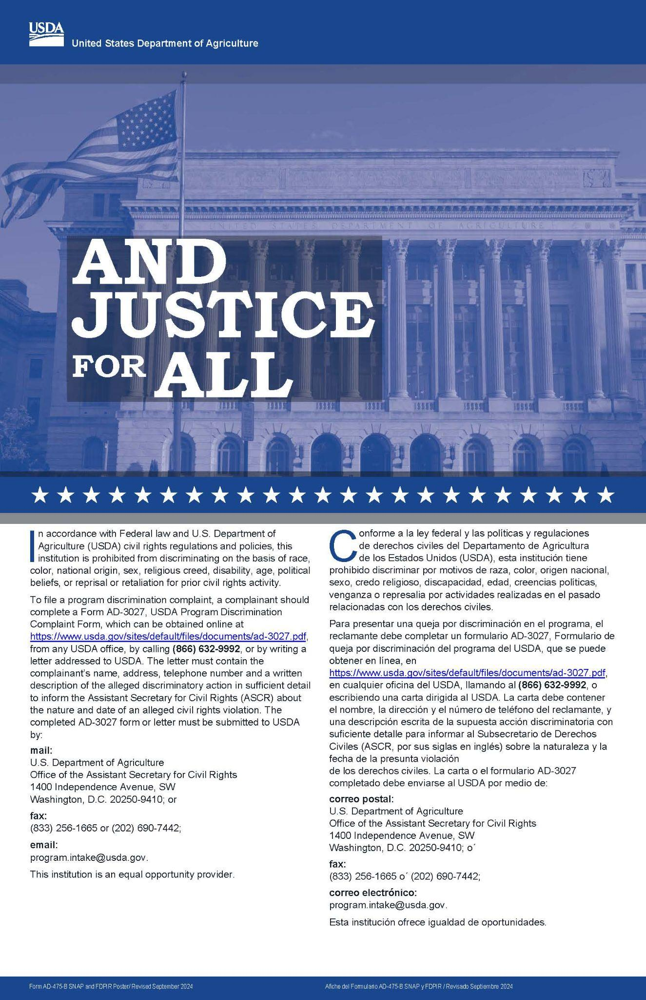 USDA
United States Department of Agriculture
UNITED STATES DEPARTMENT OF AGRICULTURE
AND
JUSTICE
FOR ALL
In accordance with Federal law and U.S. Department of
Agriculture (USDA) civil rights regulations and policies, this
institution is prohibited from discriminating on the basis of race,
color, national origin, sex, religious creed, disability, age, political
beliefs, or reprisal or retaliation for prior civil rights activity.
To file a program discrimination complaint, a complainant should
complete a Form AD-3027, USDA Program Discrimination
Complaint Form, which can be obtained online at
https://www.usda.gov/sites/default/files/documents/ad-3027.pdf,
from any USDA office, by calling (866) 632-9992, or by writing a
letter addressed to USDA. The letter must contain the
complainant's name, address, telephone number and a written
description of the alleged discriminatory action in sufficient detail
to inform the Assistant Secretary for Civil Rights (ASCR) about
the nature and date of an alleged civil rights violation. The
completed AD-3027 form or letter must be submitted to USDA
by:
mail:
U.S. Department of Agriculture
Office of the Assistant Secretary for Civil Rights
1400 Independence Avenue, SW
Washington, D.C. 20250-9410; or
fax:
(833) 256-1665 or (202) 690-7442;
email:
program.intake@usda.gov.
This institution is an equal opportunity provider.
Conforme a la ley federal y las políticas y regulaciones
de derechos civiles del Departamento de Agricultura
de los Estados Unidos (USDA), esta institución tiene
prohibido discriminar por motivos de raza, color, origen nacional,
sexo, credo religioso, discapacidad, edad, creencias políticas,
venganza o represalia por actividades realizadas en el pasado
relacionadas con los derechos civiles.
Para presentar una queja por discriminación en el programa, el
reclamante debe completar un formulario AD-3027, Formulario de
queja por discriminación del programa del USDA, que se puede
obtener en línea, en
https://www.usda.gov/sites/default/files/documents/ad-3027.pdf,
en cualquier oficina del USDA, llamando al (866) 632-9992, o
escribiendo una carta dirigida al USDA. La carta debe contener
el nombre, la dirección y el número de teléfono del reclamante, y
una descripción escrita de la supuesta acción discriminatoria con
suficiente detalle para informar al Subsecretario de Derechos
Civiles (ASCR, por sus siglas en inglés) sobre la naturaleza y la
fecha de la presunta violación
de los derechos civiles. La carta o el formulario AD-3027
completado debe enviarse al USDA por medio de:
correo postal:
U.S. Department of Agriculture
Office of the Assistant Secretary for Civil Rights
1400 Independence Avenue, SW
Washington, D.C. 20250-9410; o´
fax:
(833) 256-1665 o´ (202) 690-7442;
correo electrónico:
program.intake@usda.gov.
Esta institución ofrece igualdad de oportunidades.
Form AD-475-B SNAP and FDPIR Poster/ Revised September 2024
Afiche del Formulario AD-475-B SNAP y FDPIR / Revisado Septiembre 2024